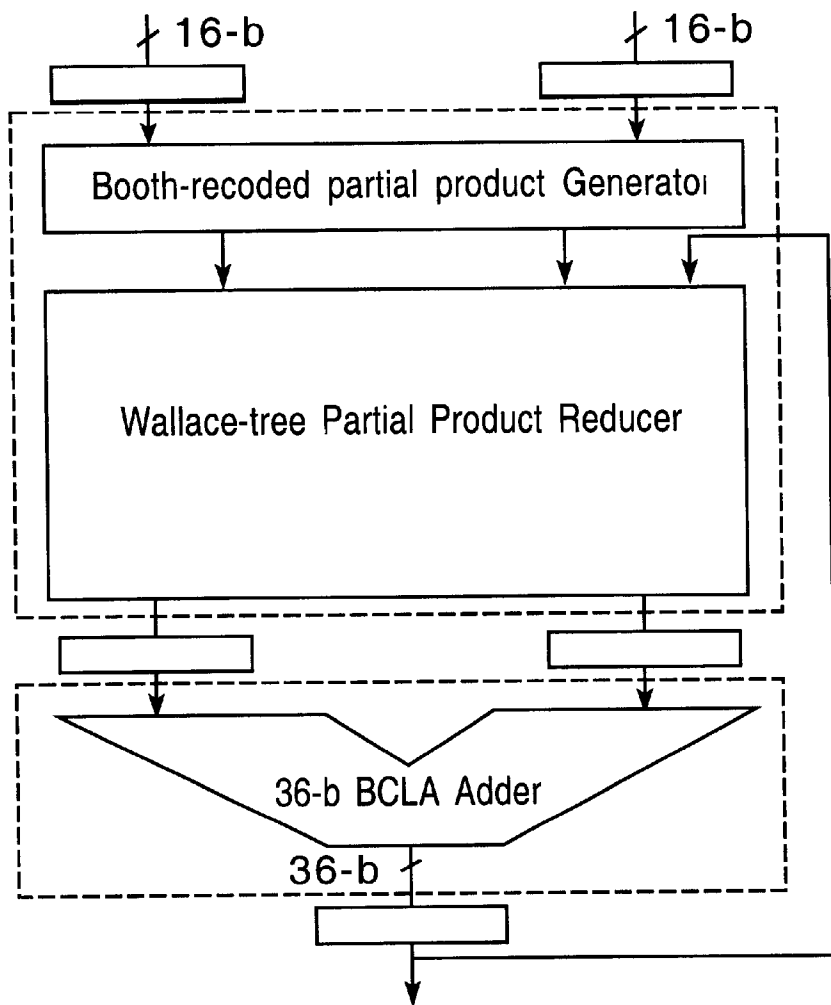 16-b
16-b
Booth-recoded partial product Generator
Wallace-tree Partial Product Reducer
36-b BCLA Adder
36-b